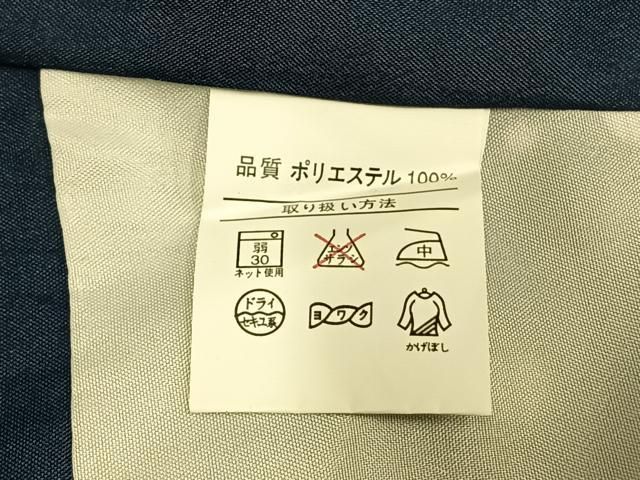 品質 ポリエステル 100%
取り扱い方法
弱
30
ネット使用
エンソ
サラシ
中
ドライ
セキユ系
ヨワク
かげぼし